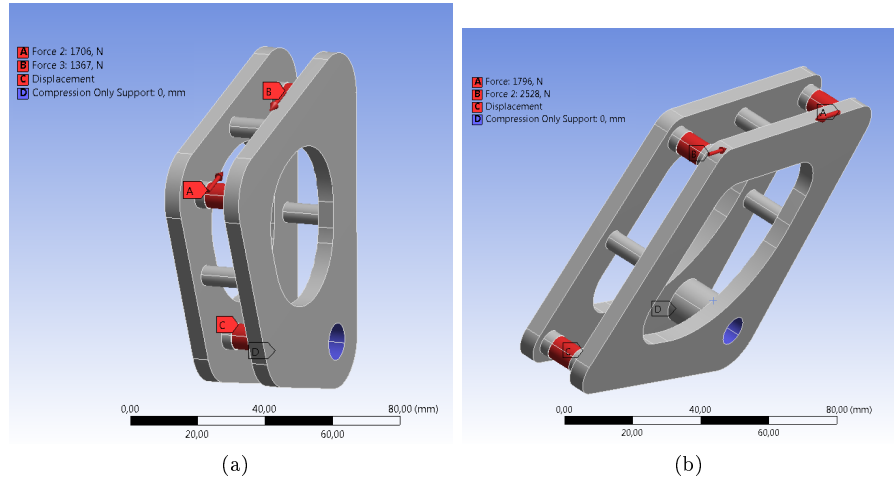 A Force 2: 1706, N
B Force 3: 1367, N
C Displacement
D Compression Only Support: 0, mm
B
A
C
D
0,00 40,00 80,00 (mm)
20,00 60,00
(a)
A Force: 1796, N
B Force 2: 2528, N
C Displacement
D Compression Only Support: 0, mm
A
B
D
C
0,00 40,00 80,00 (mm)
20,00 60,00
(b)